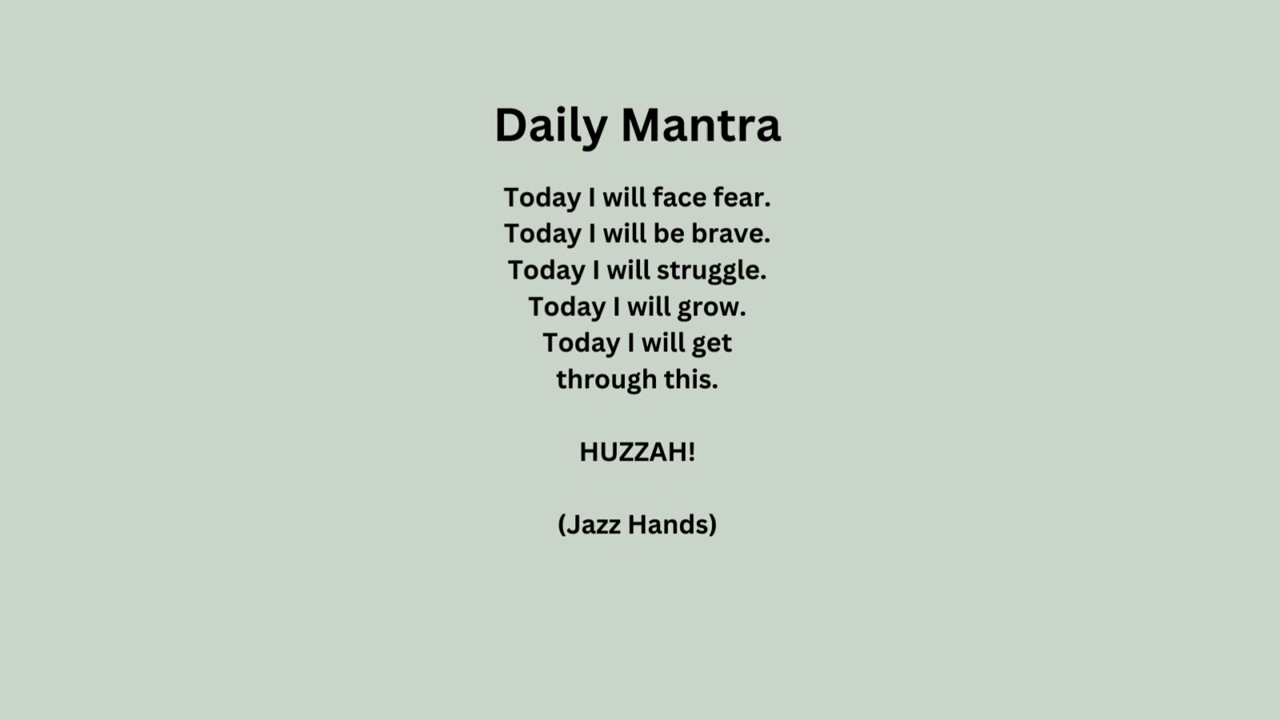 Daily Mantra
Today I will face fear.
Today I will be brave.
Today I will struggle.
Today I will grow.
Today I will get
through this.
HUZZAH!
(Jazz Hands)